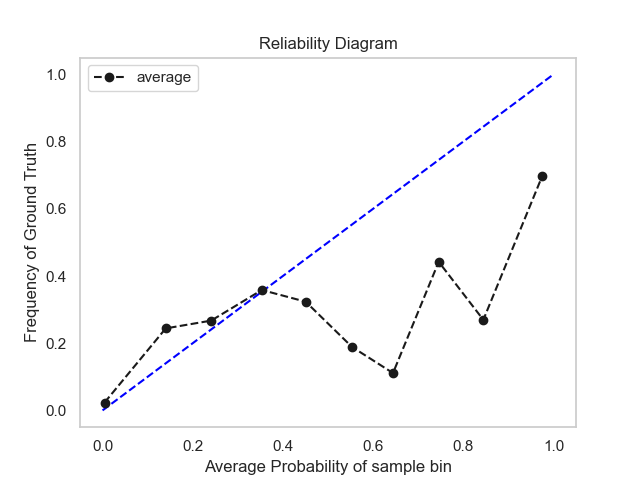 Reliability Diagram
average
Frequency of Ground Truth
1.0
0.8
0.6
0.4
0.2
0.0
0.0 0.2 0.4 0.6 0.8 1.0
Average Probability of sample bin